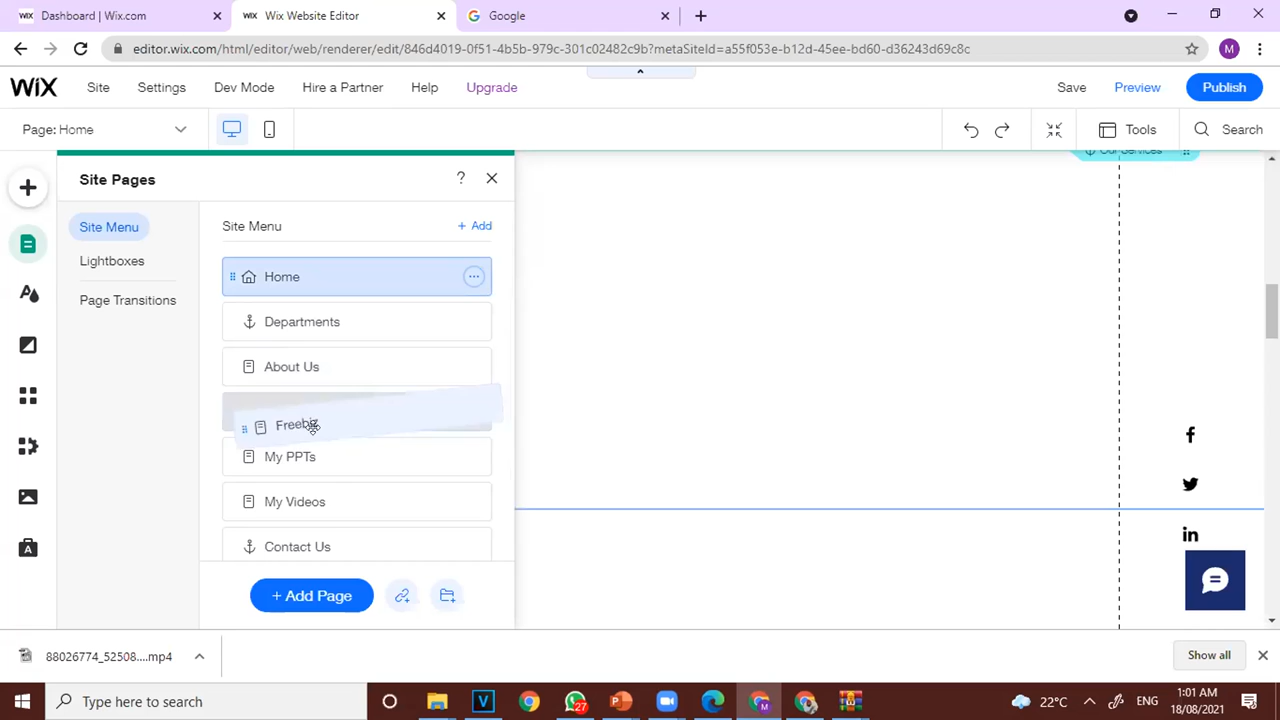 Dashboard | Wix.com
Wix Website Editor
Google
editor.wix.com/html/editor/web/renderer/edit/846d4019-0f51-4b5b-979c-301c02482c9b?metaSiteId=a55f053e-b12d-45ee-bd60-d36243d69c8c
M
WiX
Site
Settings
Dev Mode
Hire a Partner
Help
Upgrade
Save
Preview
Publish
Page: Home
Tools
Search
Our Services
Site Pages
?
Site Menu
Lightboxes
Page Transitions
Site Menu
+ Add
Home
Departments
About Us
My PPTs
My Videos
Contact Us
+ Add Page
88026774_52508....mp4
Show all
Type here to search
27
22°C
ENG
1:01 AM
18/08/2021